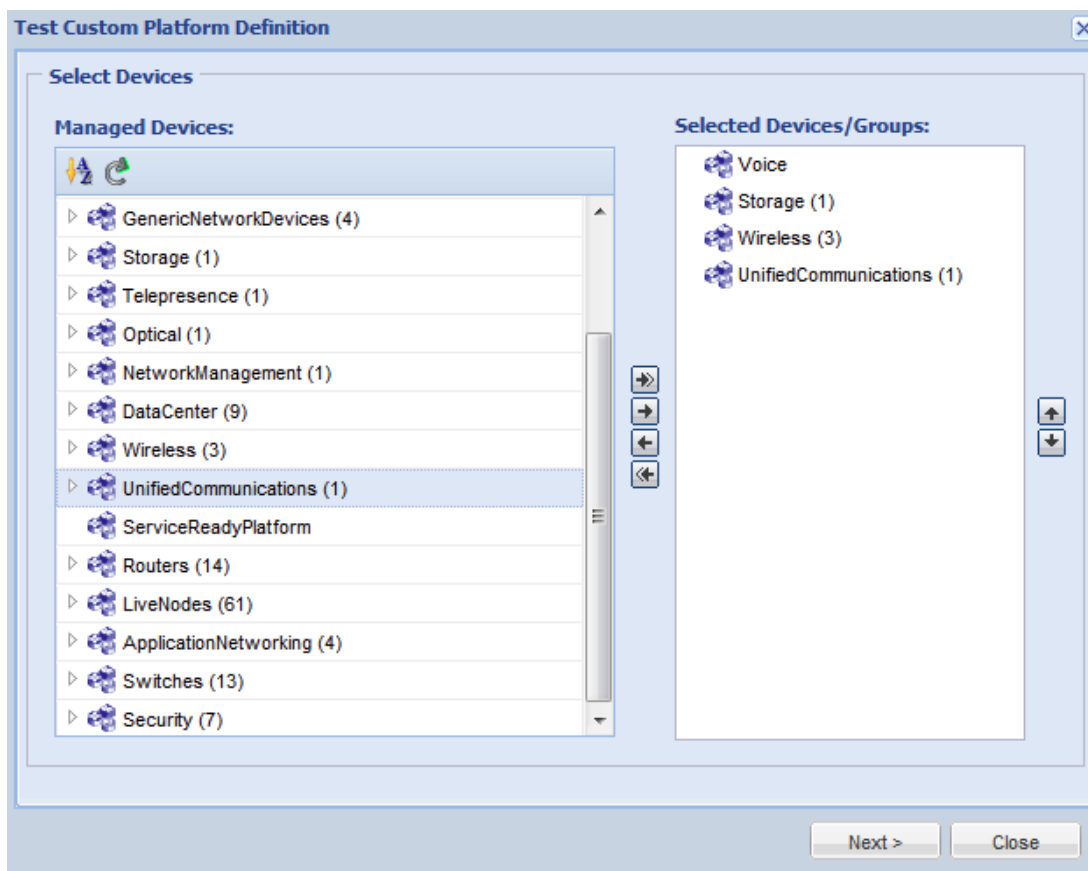 Test Custom Platform Definition
Select Devices
Managed Devices:
GenericNetworkDevices (4)
Storage (1)
Telepresence (1)
Optical (1)
NetworkManagement (1)
DataCenter (9)
Wireless (3)
UnifiedCommunications (1)
ServiceReadyPlatform
Routers (14)
LiveNodes (61)
ApplicationNetworking (4)
Switches (13)
Security (7)
Selected Devices/Groups:
Voice
Storage (1)
Wireless (3)
UnifiedCommunications (1)
Next >
Close